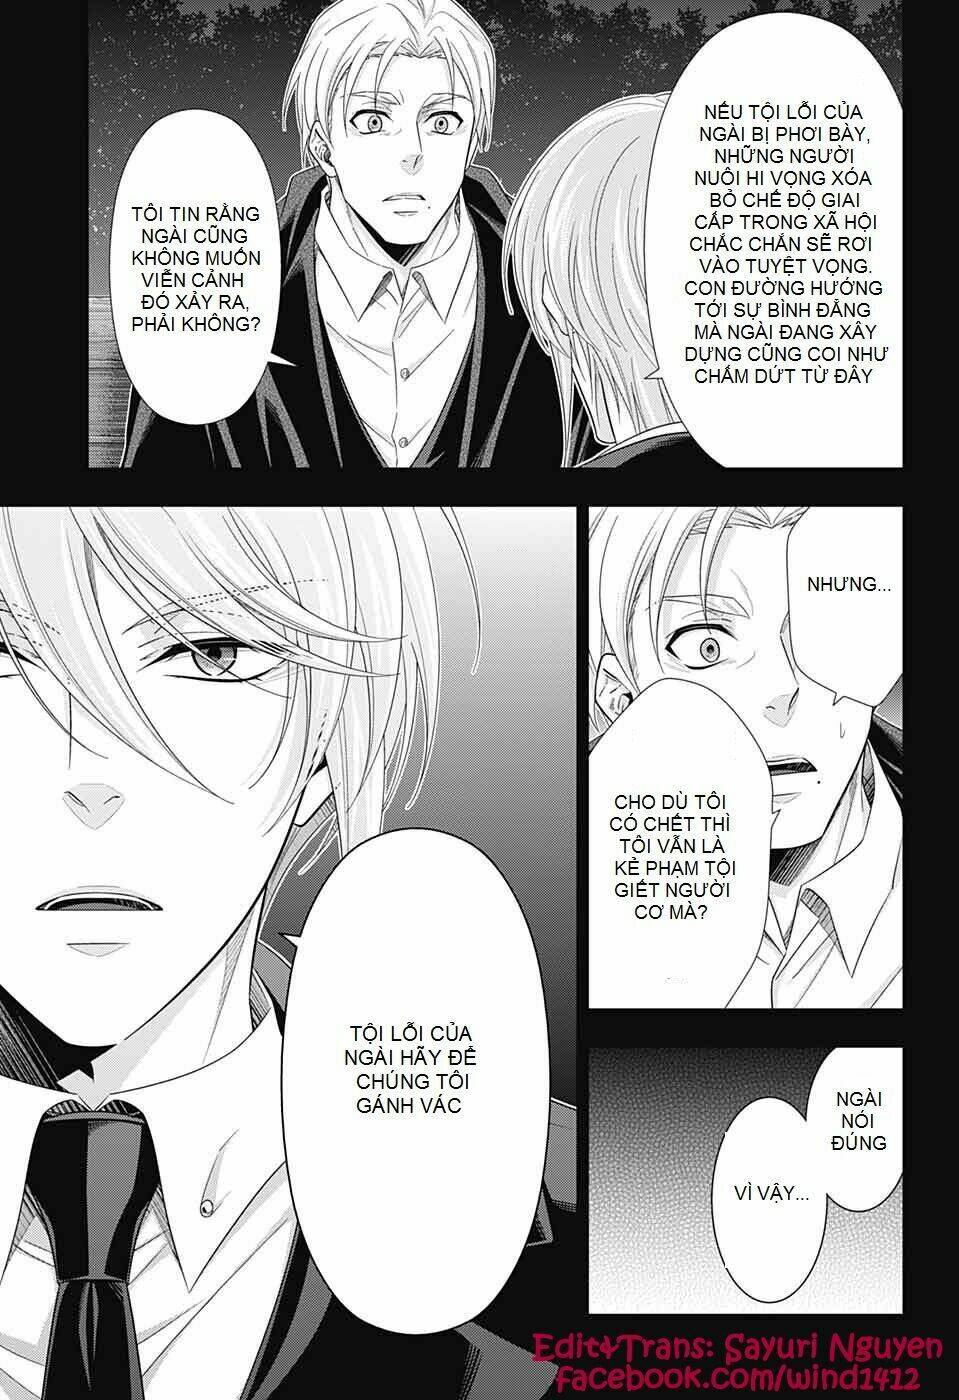 NẾU TỘI LỖI CỦA
NGÀI BỊ PHƠI BÀY,
NHỮNG NGƯỜI
NUÔI HI VỌNG XÓA
BỎ CHẾ ĐỘ GIAI
CẤP TRONG XÃ HỘI
CHẮC CHẮN SẼ RƠI
VÀO TUYỆT VỌNG.
CON ĐƯỜNG HƯỚNG
TỚI SỰ BÌNH ĐẲNG
MÀ NGÀI ĐANG XÂY
DỰNG CŨNG COI NHƯ
CHẤM DỨT TỪ ĐÂY
TÔI TIN RẰNG
NGÀI CŨNG
KHÔNG MUỐN
VIỄN CẢNH
ĐÓ XẢY RA,
PHẢI KHÔNG?
NHƯNG...
CHO DÙ TÔI
CÓ CHẾT THÌ
TÔI VẪN LÀ
KẺ PHẠM TỘI
GIẾT NGƯỜI
CƠ MÀ?
NGÀI
NÓI
ĐÚNG
VÌ VẬY...
TỘI LỖI CỦA
NGÀI HÃY ĐỂ
CHÚNG TÔI
GÁNH VÁC
Edit&Trans: Sayuri Nguyen
facebook.com/wind1412